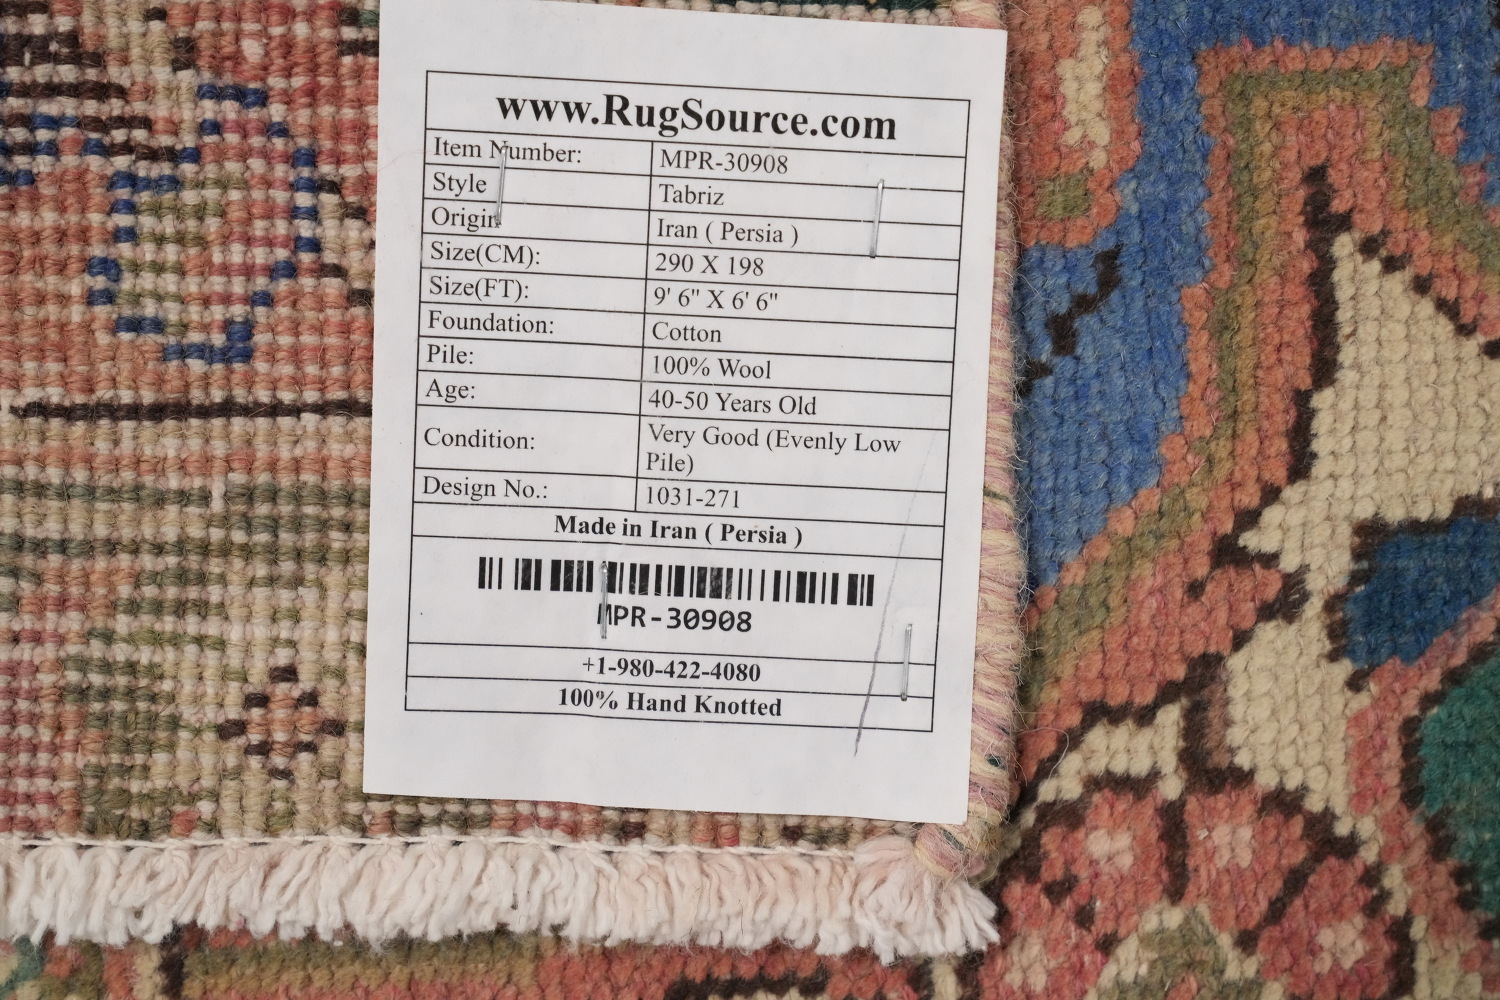 www.RugSource.com
Item Number: MPR-30908
Style Tabriz
Origin Iran ( Persia )
Size(CM): 290 X 198
Size(FT): 9' 6" X 6' 6"
Foundation: Cotton
Pile: 100% Wool
Age: 40-50 Years Old
Condition: Very Good (Evenly Low
Pile)
Design No.: 1031-271
Made in Iran ( Persia )
MPR-30908
+1-980-422-4080
100% Hand Knotted